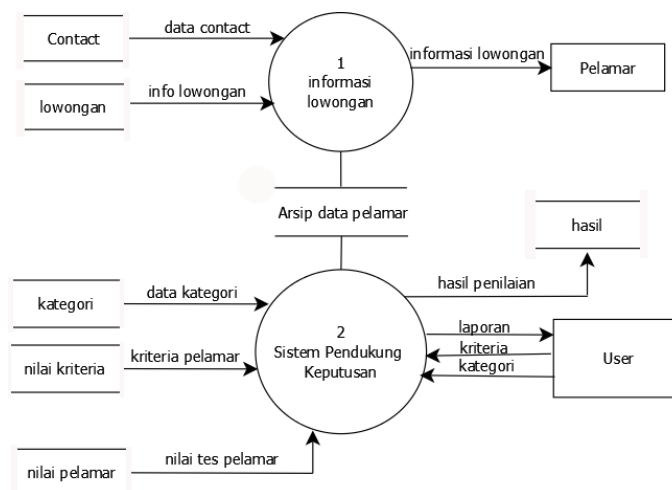 Contact
data contact
lowongan
info lowongan
1
informasi
lowongan
informasi lowongan
Pelamar
Arsip data pelamar
hasil
hasil penilaian
kategori
data kategori
nilai kriteria
kriteria pelamar
nilai pelamar
nilai tes pelamar
2
Sistem Pendukung
Keputusan
laporan
kriteria
kategori
User